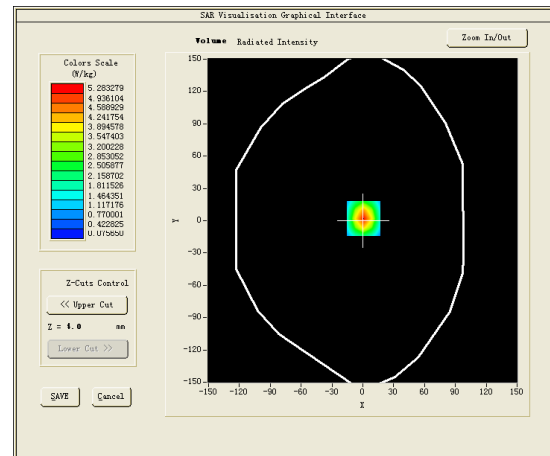 SAR Visualisation Graphical Interface
Volume Radiated Intensity
Zoom In/Out
Colors Scale
(W/kg)
5.283279
4.936104
4.588929
4.241754
3.894578
3.547403
3.200228
2.853052
2.505877
2.158702
1.811526
1.464351
1.117176
0.770001
0.422825
0.075650
150
120
90
60
30
0
-30
-60
-90
-120
-150
Y
-150 -120 -90 -60 -30 0 30 60 90 120 150
X
Z-Cuts Control
<< Upper Cut
Z = 4.0 mm
Lower Cut >>
SAVE Cancel